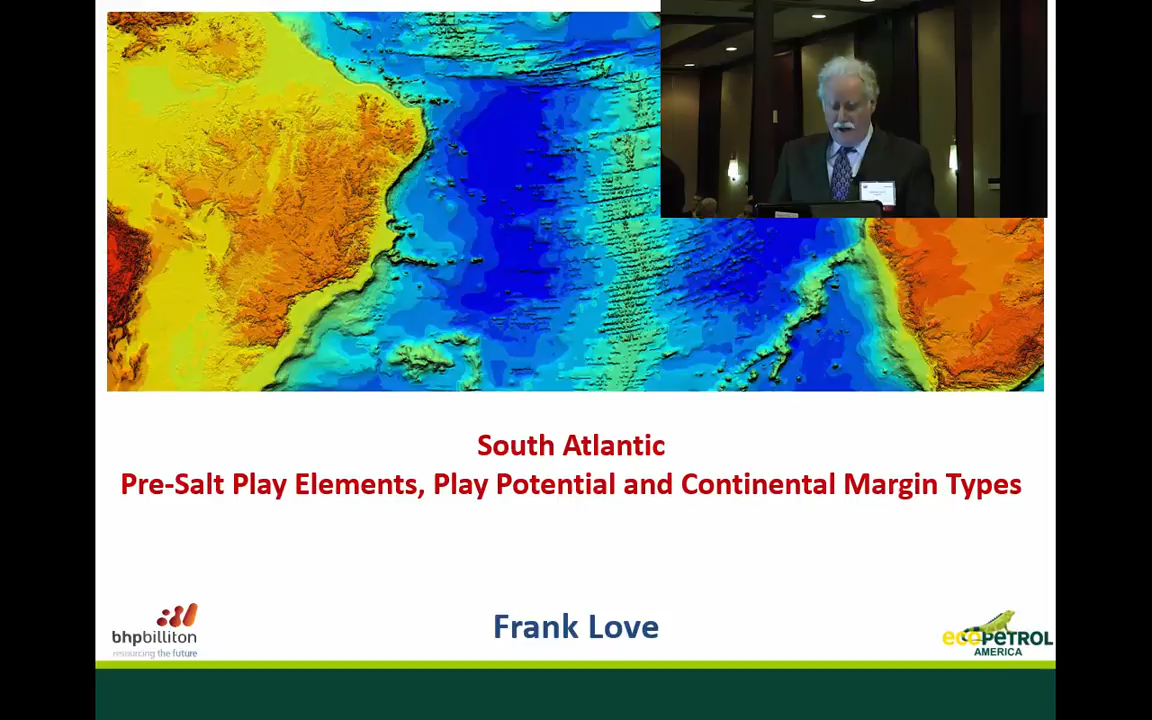 South Atlantic
Pre-Salt Play Elements, Play Potential and Continental Margin Types
Frank Love
bhpbilliton
resourcing the future
ecopetrol
AMERICA